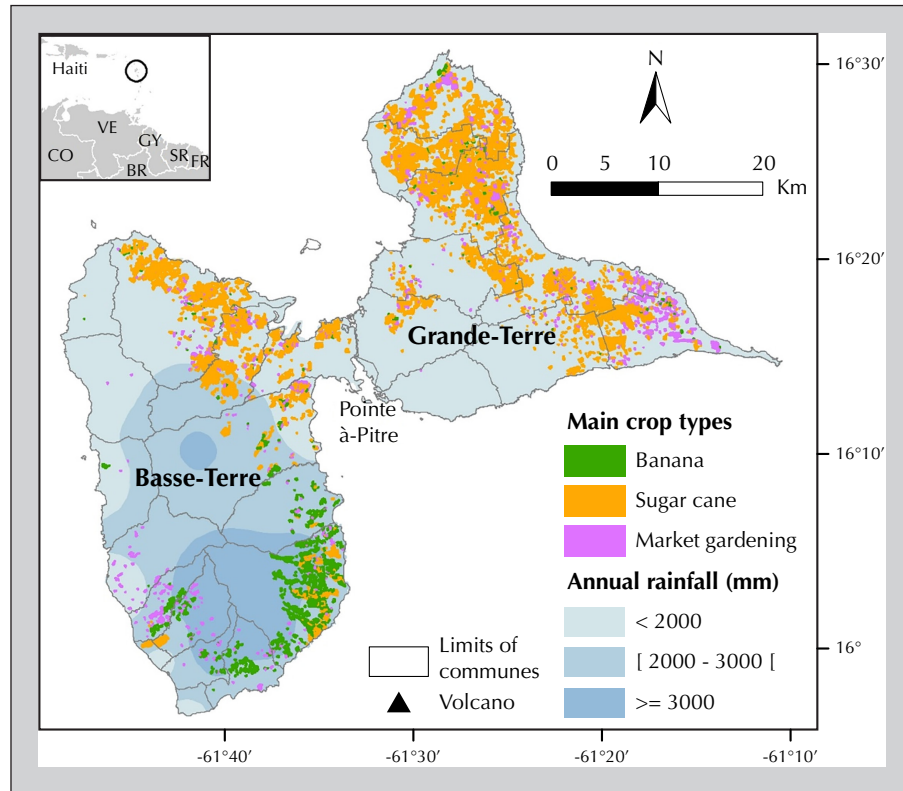 Haiti
VE
GY
CO
SR
FR
BR
N
0 10 20
Km
16°30′
16°20′
16°10′
16°
Grande-Terre
Pointe
à-Pitre
Basse-Terre
Main crop types
Banana
Sugar cane
Market gardening
Annual rainfall (mm)
< 2000
[ 2000 - 3000 [
>= 3000
Limits of
communes
Volcano
-61°40′
-61°30′
-61°20′
-61°10′